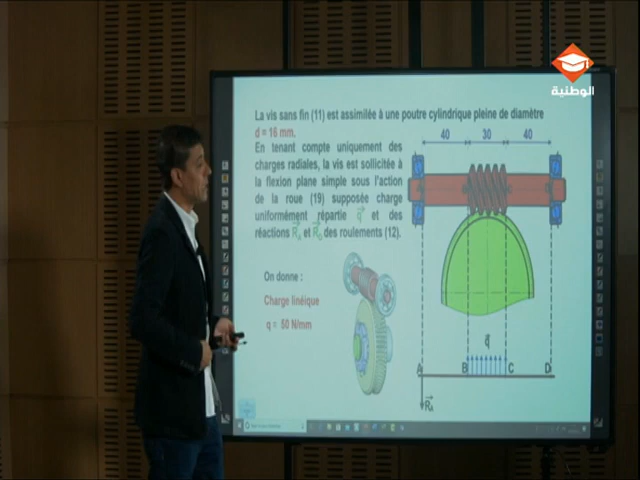 الوطنية
La vis sans fin (11) est assimilée à une poutre cylindrique pleine de diamètre
d = 16 mm.
En tenant compte uniquement des
charges radiales, la vis est sollicitée à
la flexion plane simple sous l'action
de la roue (19) supposée charge
uniformément répartie q et des
réactions R et R des roulements (12).
On donne :
Charge linéique
q = 50 N/mm
40 30 40
q
A B C D
R